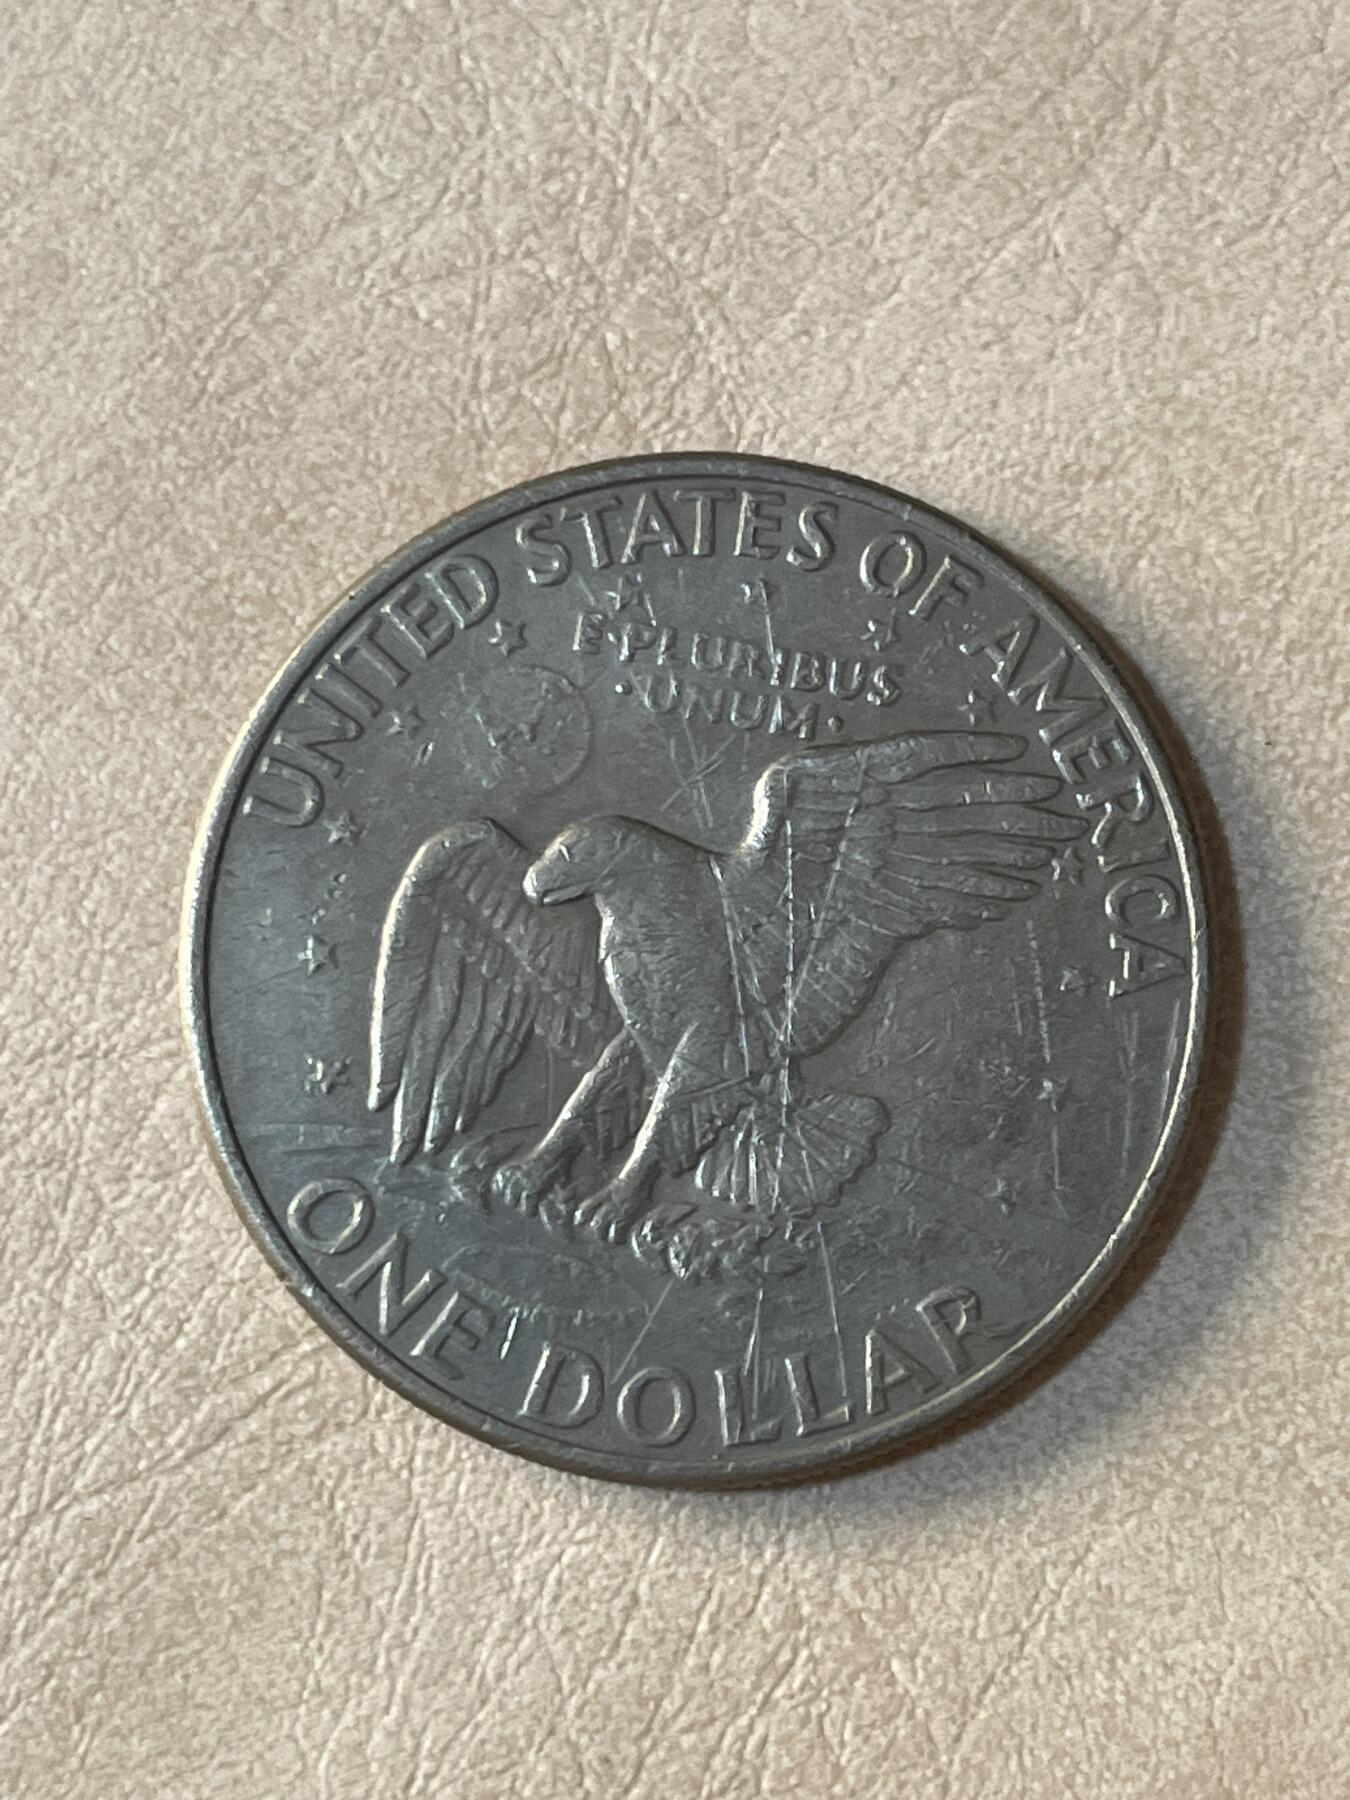 UNITED STATES OF AMERICA
E·PLURIBUS
·UNUM·
ONE DOLLAR